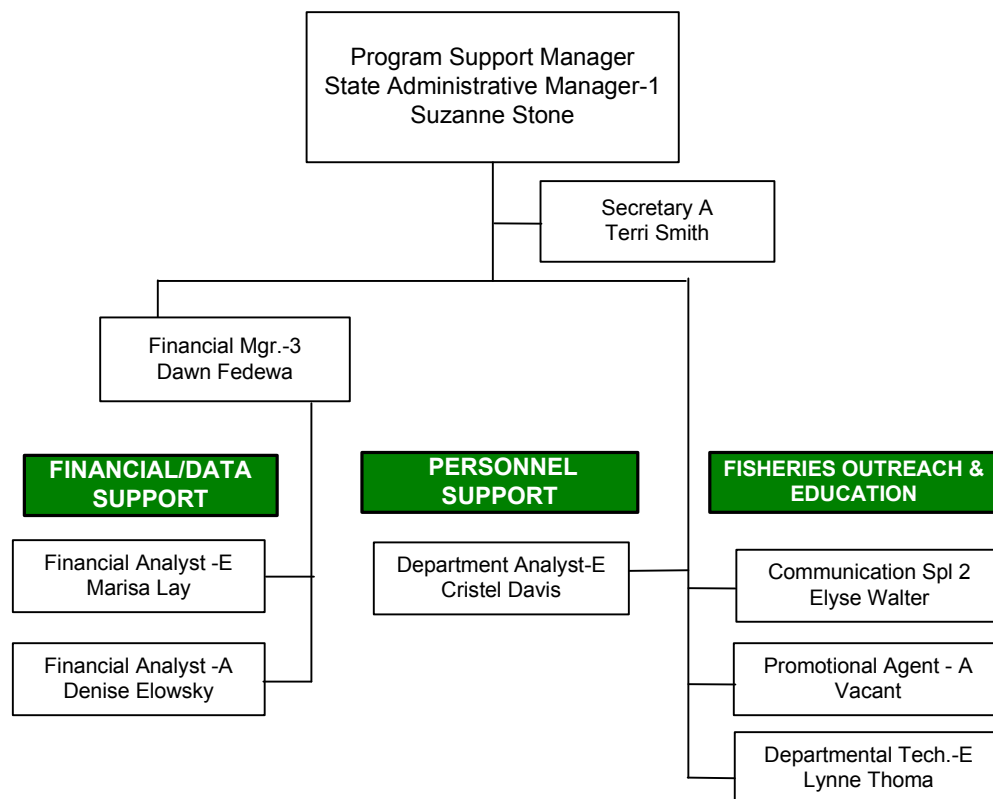 Program Support Manager
State Administrative Manager-1
Suzanne Stone
Secretary A
Terri Smith
Financial Mgr.-3
Dawn Fedewa
FINANCIAL/DATA
SUPPORT
Financial Analyst -E
Marisa Lay
Financial Analyst -A
Denise Elowsky
PERSONNEL
SUPPORT
Department Analyst-E
Cristel Davis
FISHERIES OUTREACH &
EDUCATION
Communication Spl 2
Elyse Walter
Promotional Agent - A
Vacant
Departmental Tech.-E
Lynne Thoma